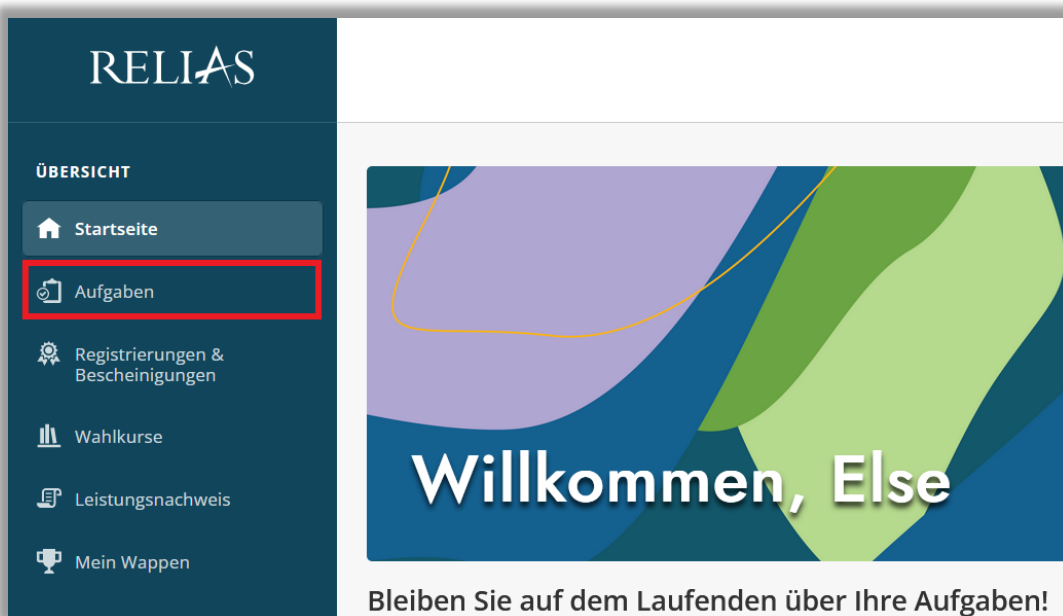 RELIAS
ÜBERSICHT
Startseite
Aufgaben
Registrierungen &
Bescheinigungen
Wahlkurse
Leistungsnachweis
Mein Wappen
Willkommen, Else
Bleiben Sie auf dem Laufenden über Ihre Aufgaben!